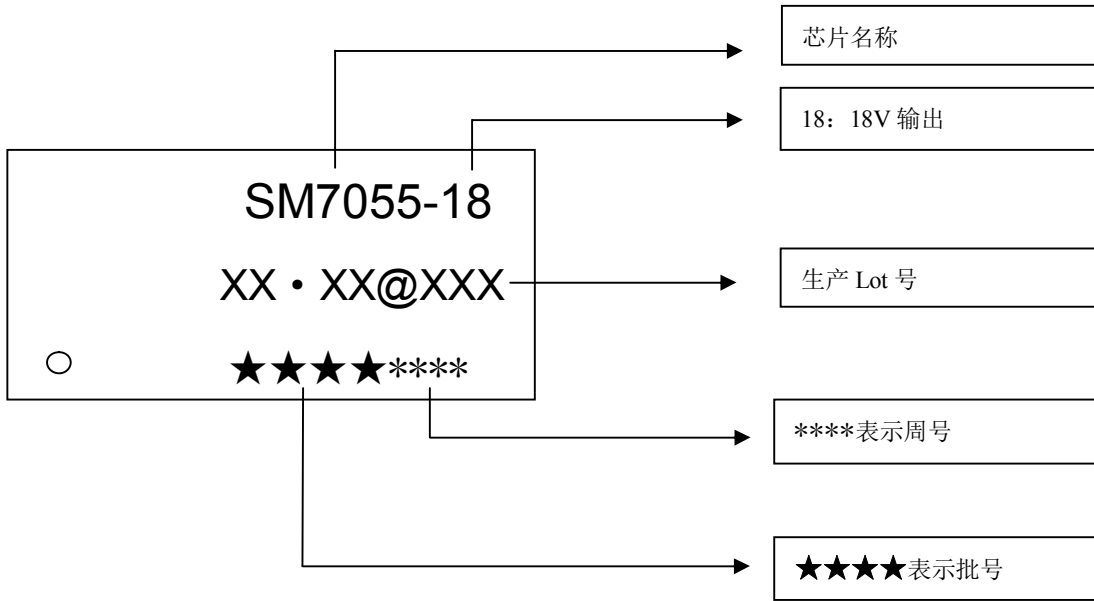 芯片名称
18：18V 输出
SM7055-18
XX·XX@XXX
生产 Lot 号
★★★★****
****表示周号
★★★★表示批号